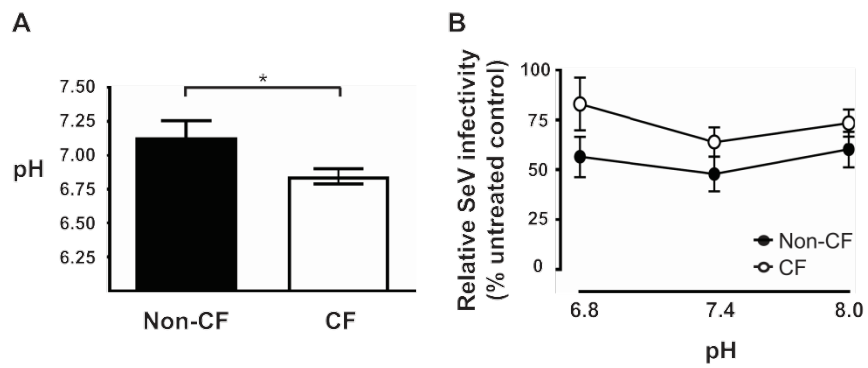 A
*
7.50
7.25
7.00
6.75
6.50
6.25
pH
Non-CF
CF
B
Relative SeV infectivity
(% untreated control)
100
75
50
25
0
Non-CF
CF
6.8
7.4
8.0
pH